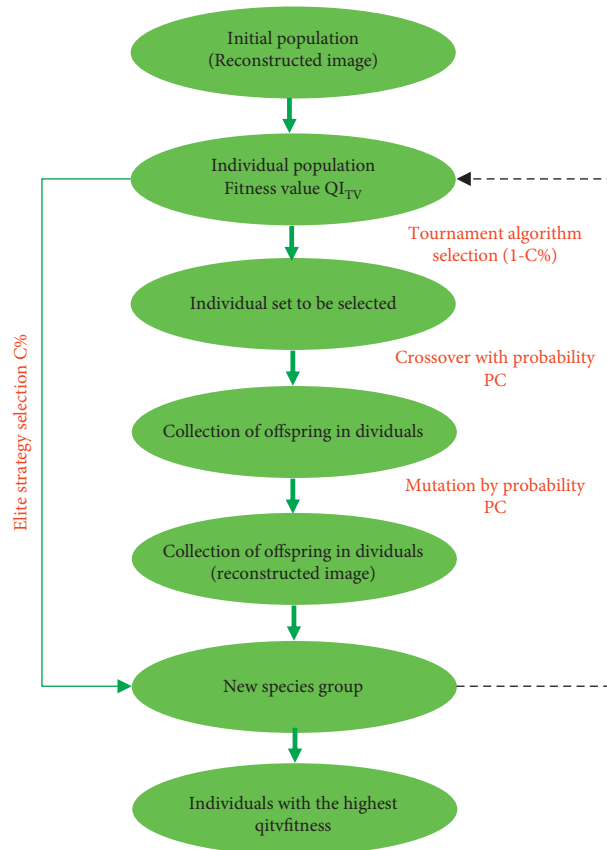 Initial population
(Reconstructed image)
Individual population
Fitness value QI_TV
Tournament algorithm
selection (1-C%)
Individual set to be selected
Crossover with probability
PC
Elite strategy selection C%
Collection of offspring in dividuals
Mutation by probability
PC
Collection of offspring in dividuals
(reconstructed image)
New species group
Individuals with the highest
qitvfitness